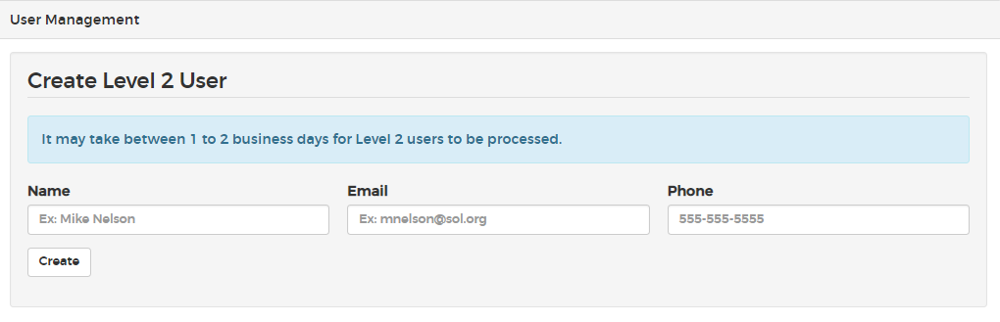 User Management
Create Level 2 User
It may take between 1 to 2 business days for Level 2 users to be processed.
Name Email Phone
Ex: Mike Nelson Ex: mnelson@sol.org 555-555-5555
Create